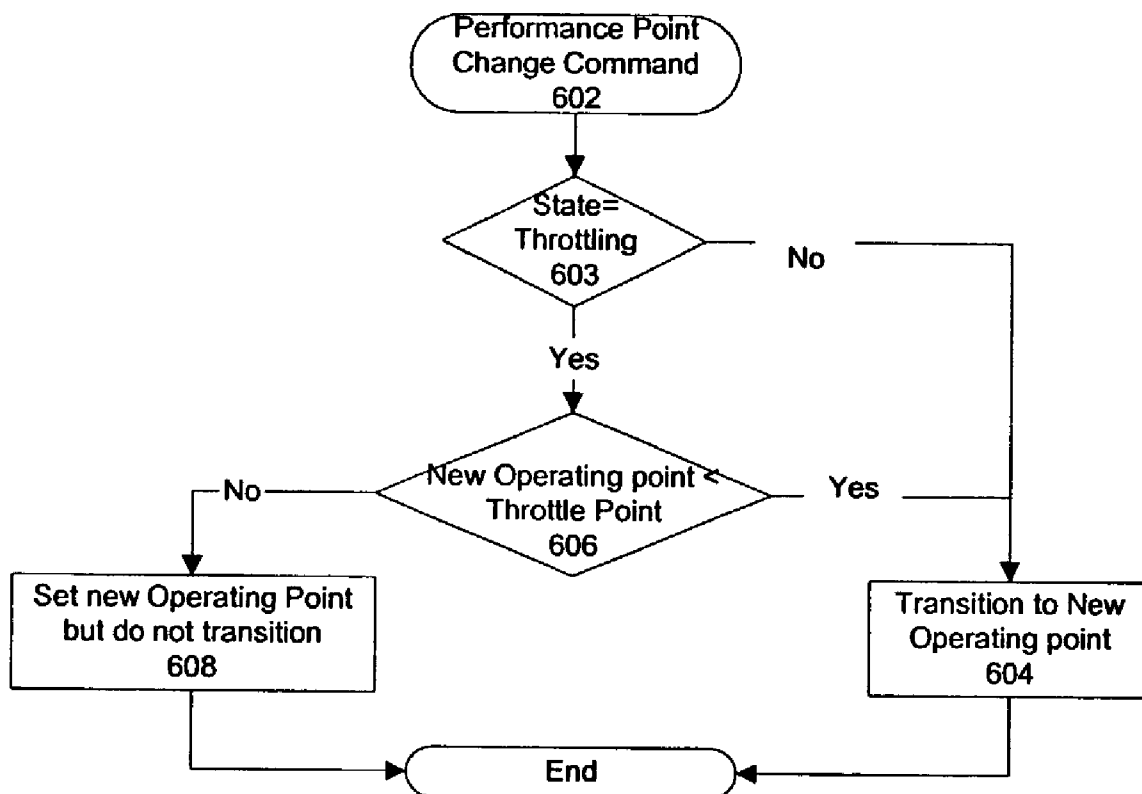 Performance Point
Change Command
602
State=
Throttling
603
No
Yes
New Operating point <
Throttle Point
606
No
Yes
Set new Operating Point
but do not transition
608
Transition to New
Operating point
604
End